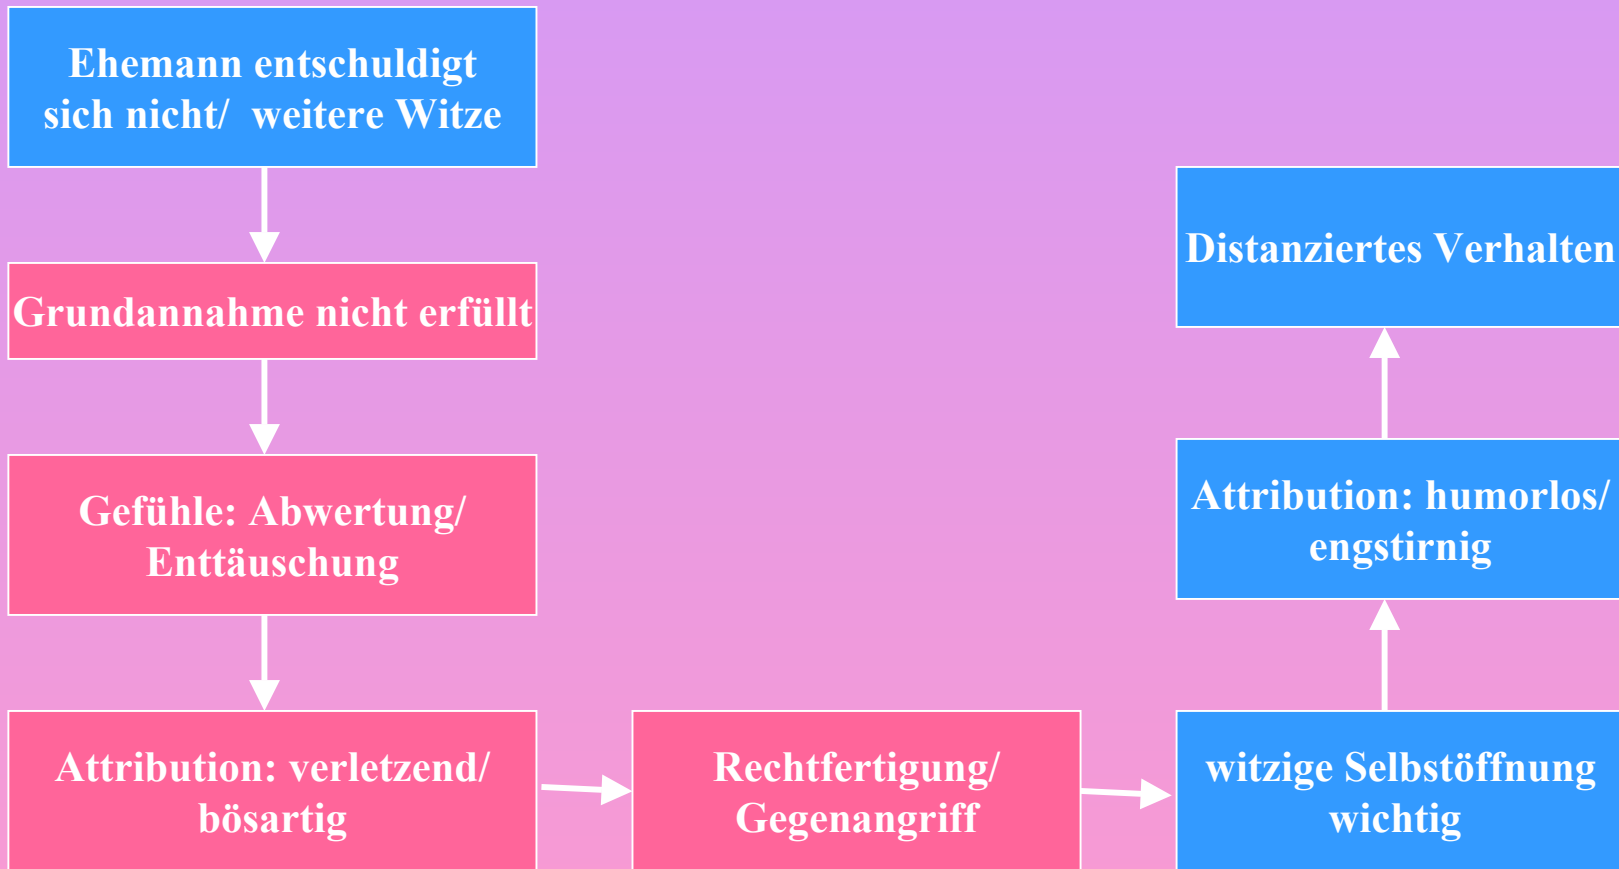 Ehemann entschuldigt
sich nicht/ weitere Witze
Grundannahme nicht erfüllt
Gefühle: Abwertung/
Enttäuschung
Attribution: verletzend/
bösartig
Rechtfertigung/
Gegenangriff
witzige Selbstöffnung
wichtig
Attribution: humorlos/
engstirnig
Distanziertes Verhalten